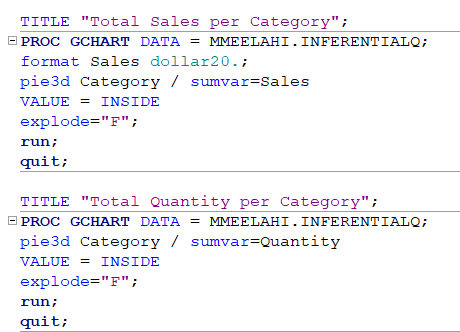 TITLE "Total Sales per Category";
PROC GCHART DATA = MMEELAHI.INFERENTIALQ;
format Sales dollar20.;
pie3d Category / sumvar=Sales
VALUE = INSIDE
explode="F";
run;
quit;
TITLE "Total Quantity per Category";
PROC GCHART DATA = MMEELAHI.INFERENTIALQ;
pie3d Category / sumvar=Quantity
VALUE = INSIDE
explode="F";
run;
quit;